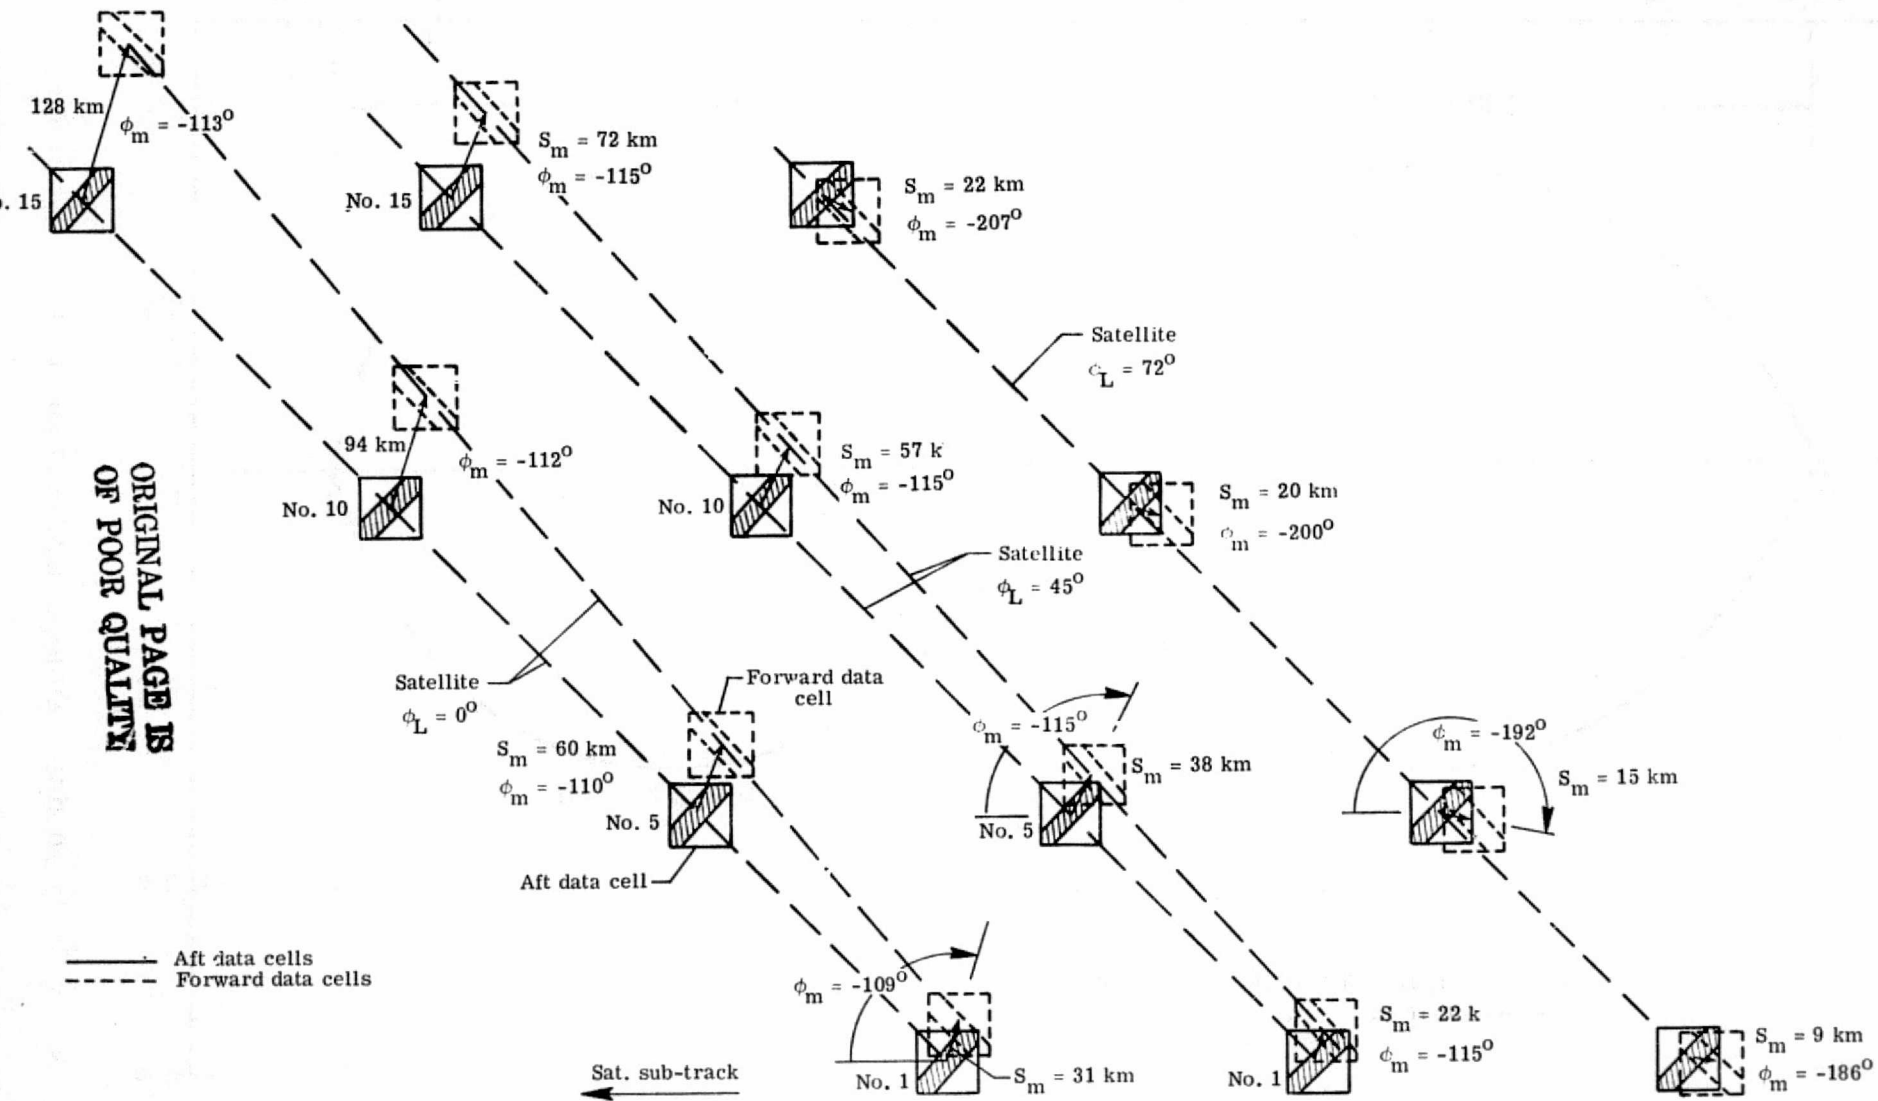 128 km
ϕm = -113°
o. 15
Sm = 72 km
ϕm = -115°
No. 15
Sm = 22 km
ϕm = -207°
Satellite
ϕL = 72°
94 km
ϕm = -112°
No. 10
Sm = 57 k
ϕm = -115°
No. 10
Sm = 20 km
ϕm = -200°
Satellite
ϕL = 45°
ORIGINAL PAGE IS
OF POOR QUALITY
Satellite
ϕL = 0°
Forward data
cell
Sm = 60 km
ϕm = -110°
No. 5
Aft data cell
ϕm = -115°
Sm = 38 km
No. 5
ϕm = -192°
Sm = 15 km
Aft data cells
Forward data cells
ϕm = -109°
Sat. sub-track
No. 1
Sm = 31 km
Sm = 22 k
ϕm = -115°
No. 1
Sm = 9 km
ϕm = -186°